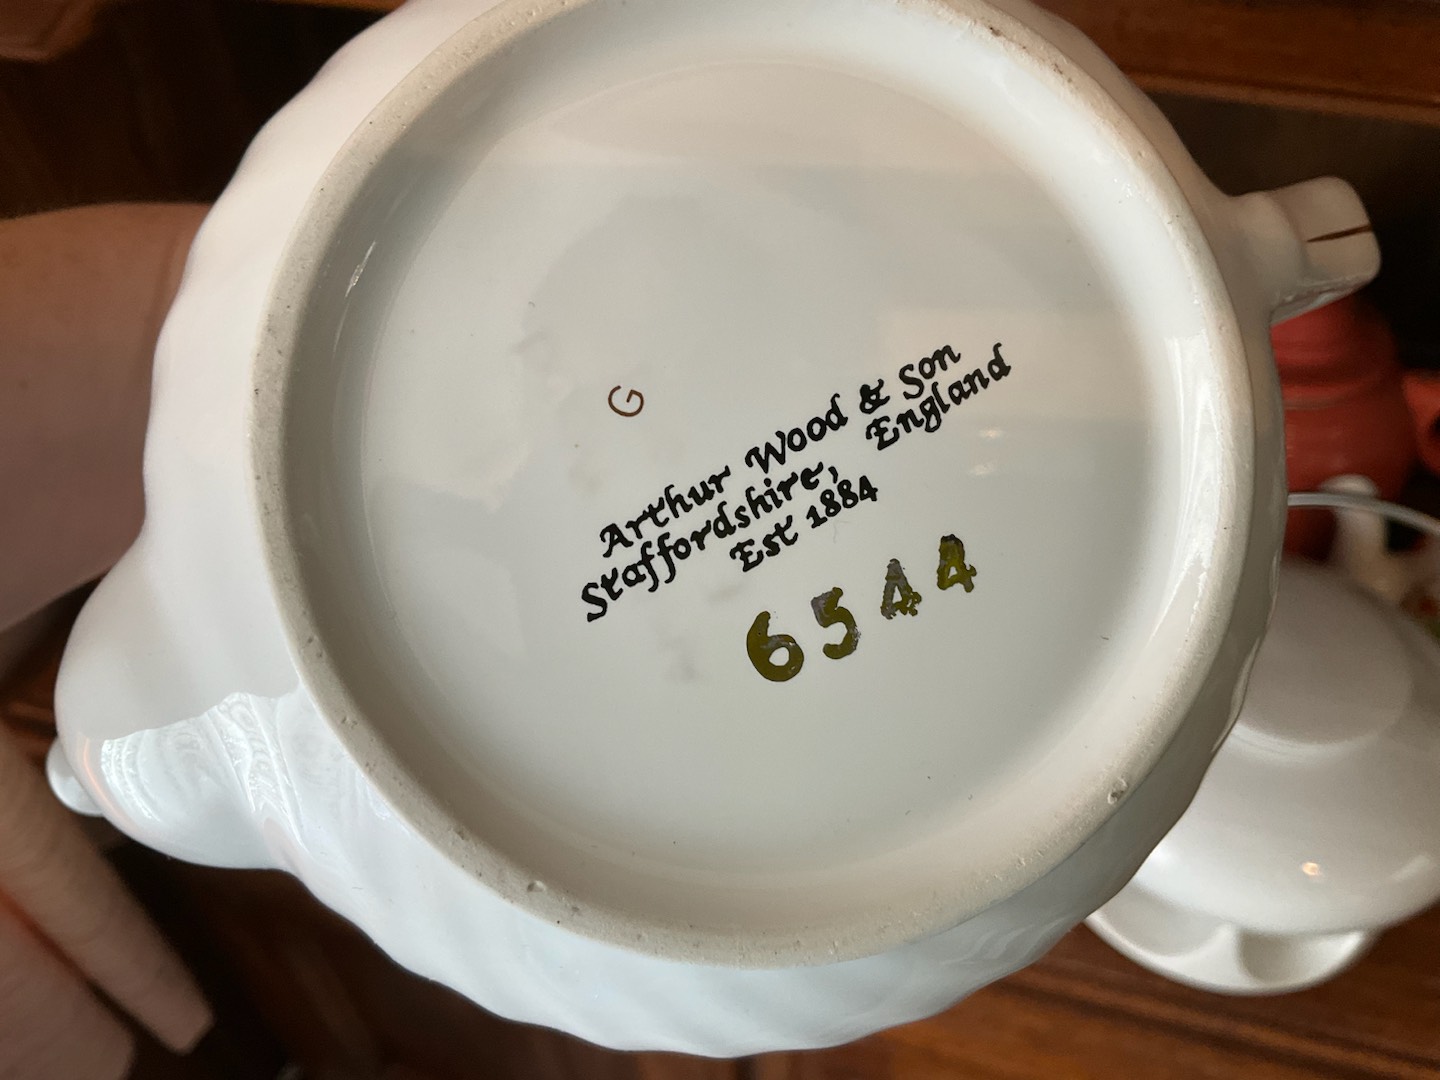 G
Arthur Wood & Son
Staffordshire, England
Est 1884
6544